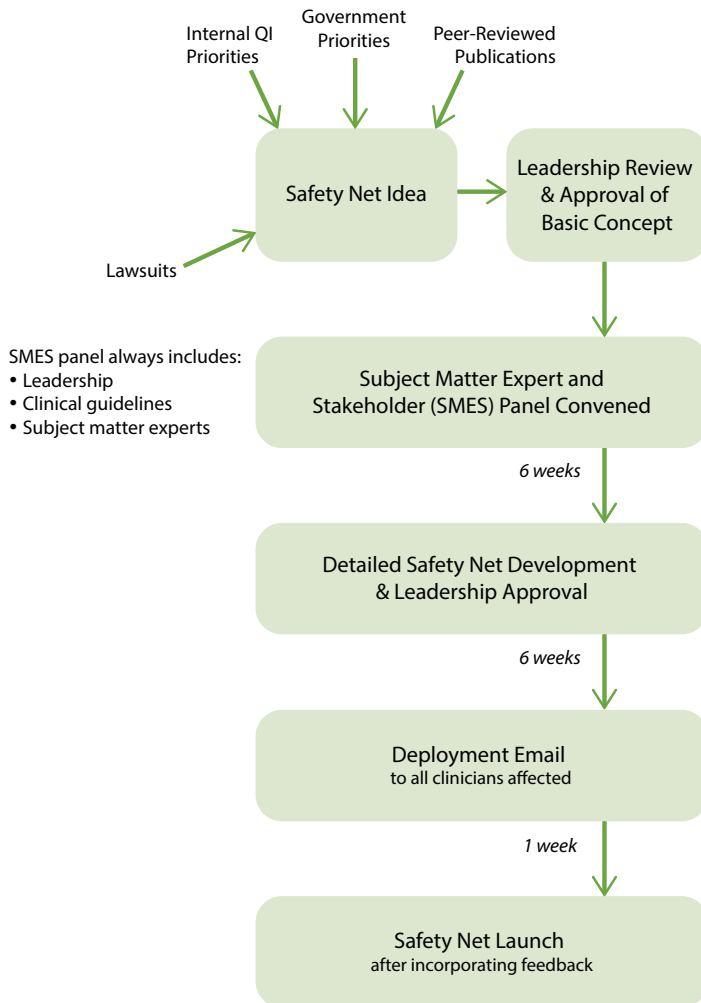 Internal QI
Priorities
Government
Priorities
Peer-Reviewed
Publications
Safety Net Idea
Leadership Review
& Approval of
Basic Concept
Lawsuits
SMES panel always includes:
• Leadership
• Clinical guidelines
• Subject matter experts
Subject Matter Expert and
Stakeholder (SMES) Panel Convened
6 weeks
Detailed Safety Net Development
& Leadership Approval
6 weeks
Deployment Email
to all clinicians affected
1 week
Safety Net Launch
after incorporating feedback